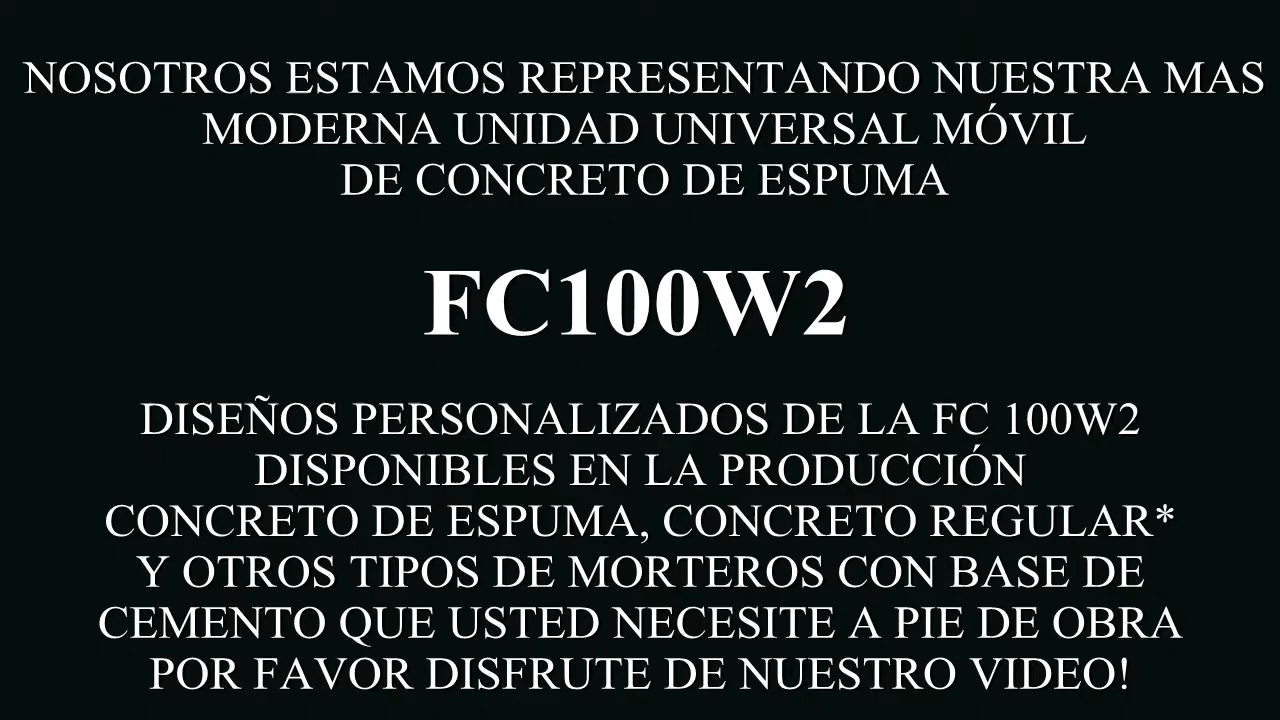 NOSOTROS ESTAMOS REPRESENTANDO NUESTRA MAS
MODERNA UNIDAD UNIVERSAL MÓVIL
DE CONCRETO DE ESPUMA
FC100W2
DISEÑOS PERSONALIZADOS DE LA FC 100W2
DISPONIBLES EN LA PRODUCCIÓN
CONCRETO DE ESPUMA, CONCRETO REGULAR*
Y OTROS TIPOS DE MORTEROS CON BASE DE
CEMENTO QUE USTED NECESITE A PIE DE OBRA
POR FAVOR DISFRUTE DE NUESTRO VIDEO!